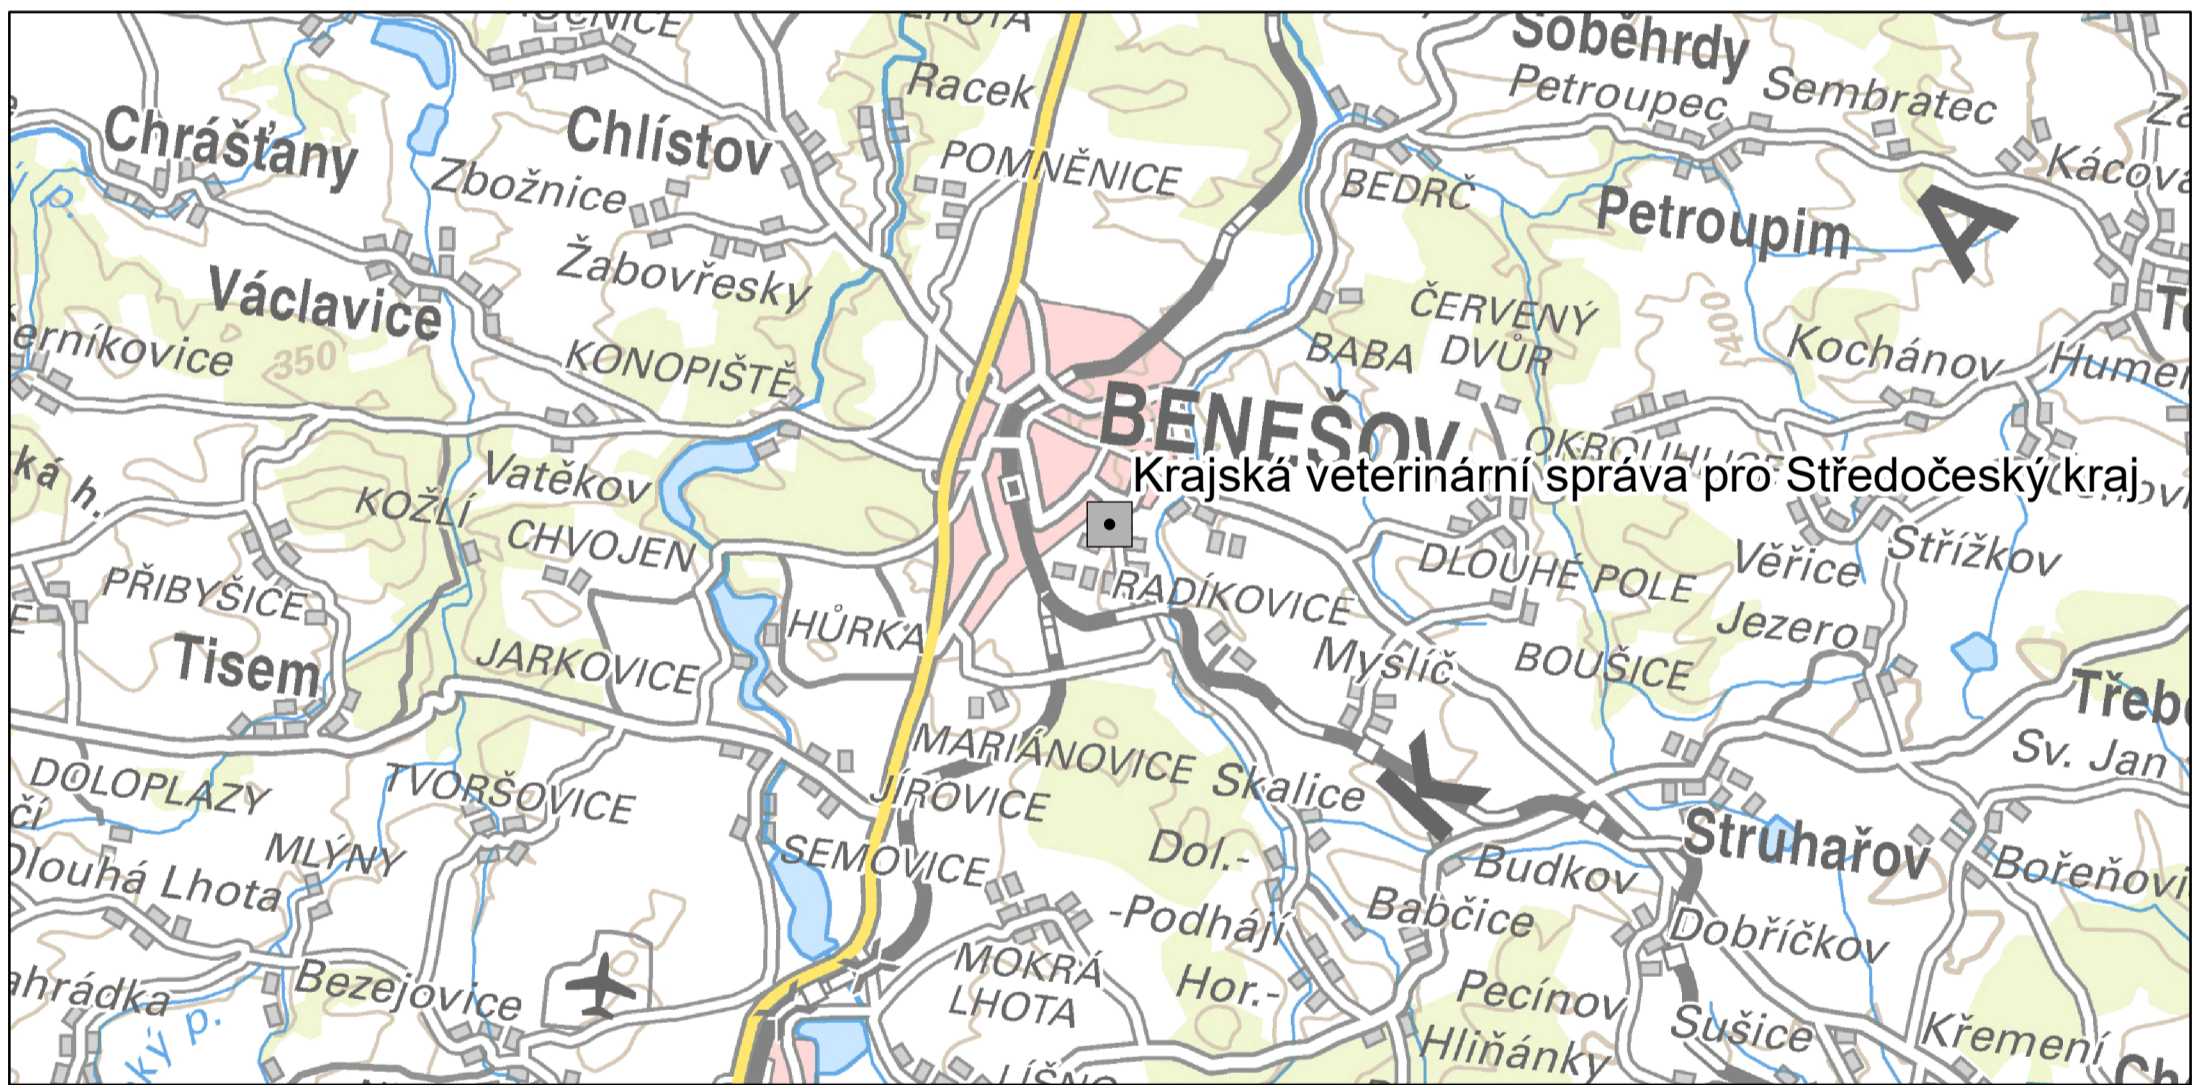 Soběhrdy
Racek
Petroupec
Sembratec
Chrášťany
Chlístov
POMNĚNICE
Zbožnice
BEDRČ
Petroupim
A
Žabovřesky
Václavice
350
400
ČERVENÝ
DVŮR
BABA
Kochánov
KONOPIŠTĚ
BENEŠOV
Krajská veterinární správa pro Středočeský kraj
ká h.
KOŽLÍ
Vatěkov
CHVOJEN
PŘIBYŠICE
DLOUHÉ POLE
Věřice
Střížkov
RADÍKOVICE
HŮRKA
Jezero
Tisem
JARKOVICE
Myslíč
BOUŠICE
MARIÁNOVICE
Skalice
K
Sv. Jan
DOLOPLAZY
TVORŠOVICE
JÍROVICE
MLÝNY
SEMOVICE
Dol.-
-Podhájí
Hor.-
Struhařov
Budkov
Babčice
Dobříčkov
Dlouhá Lhota
Bezejovice
MOKRÁ
LHOTA
Pecínov
Hliňánky
Sušice
Křemení